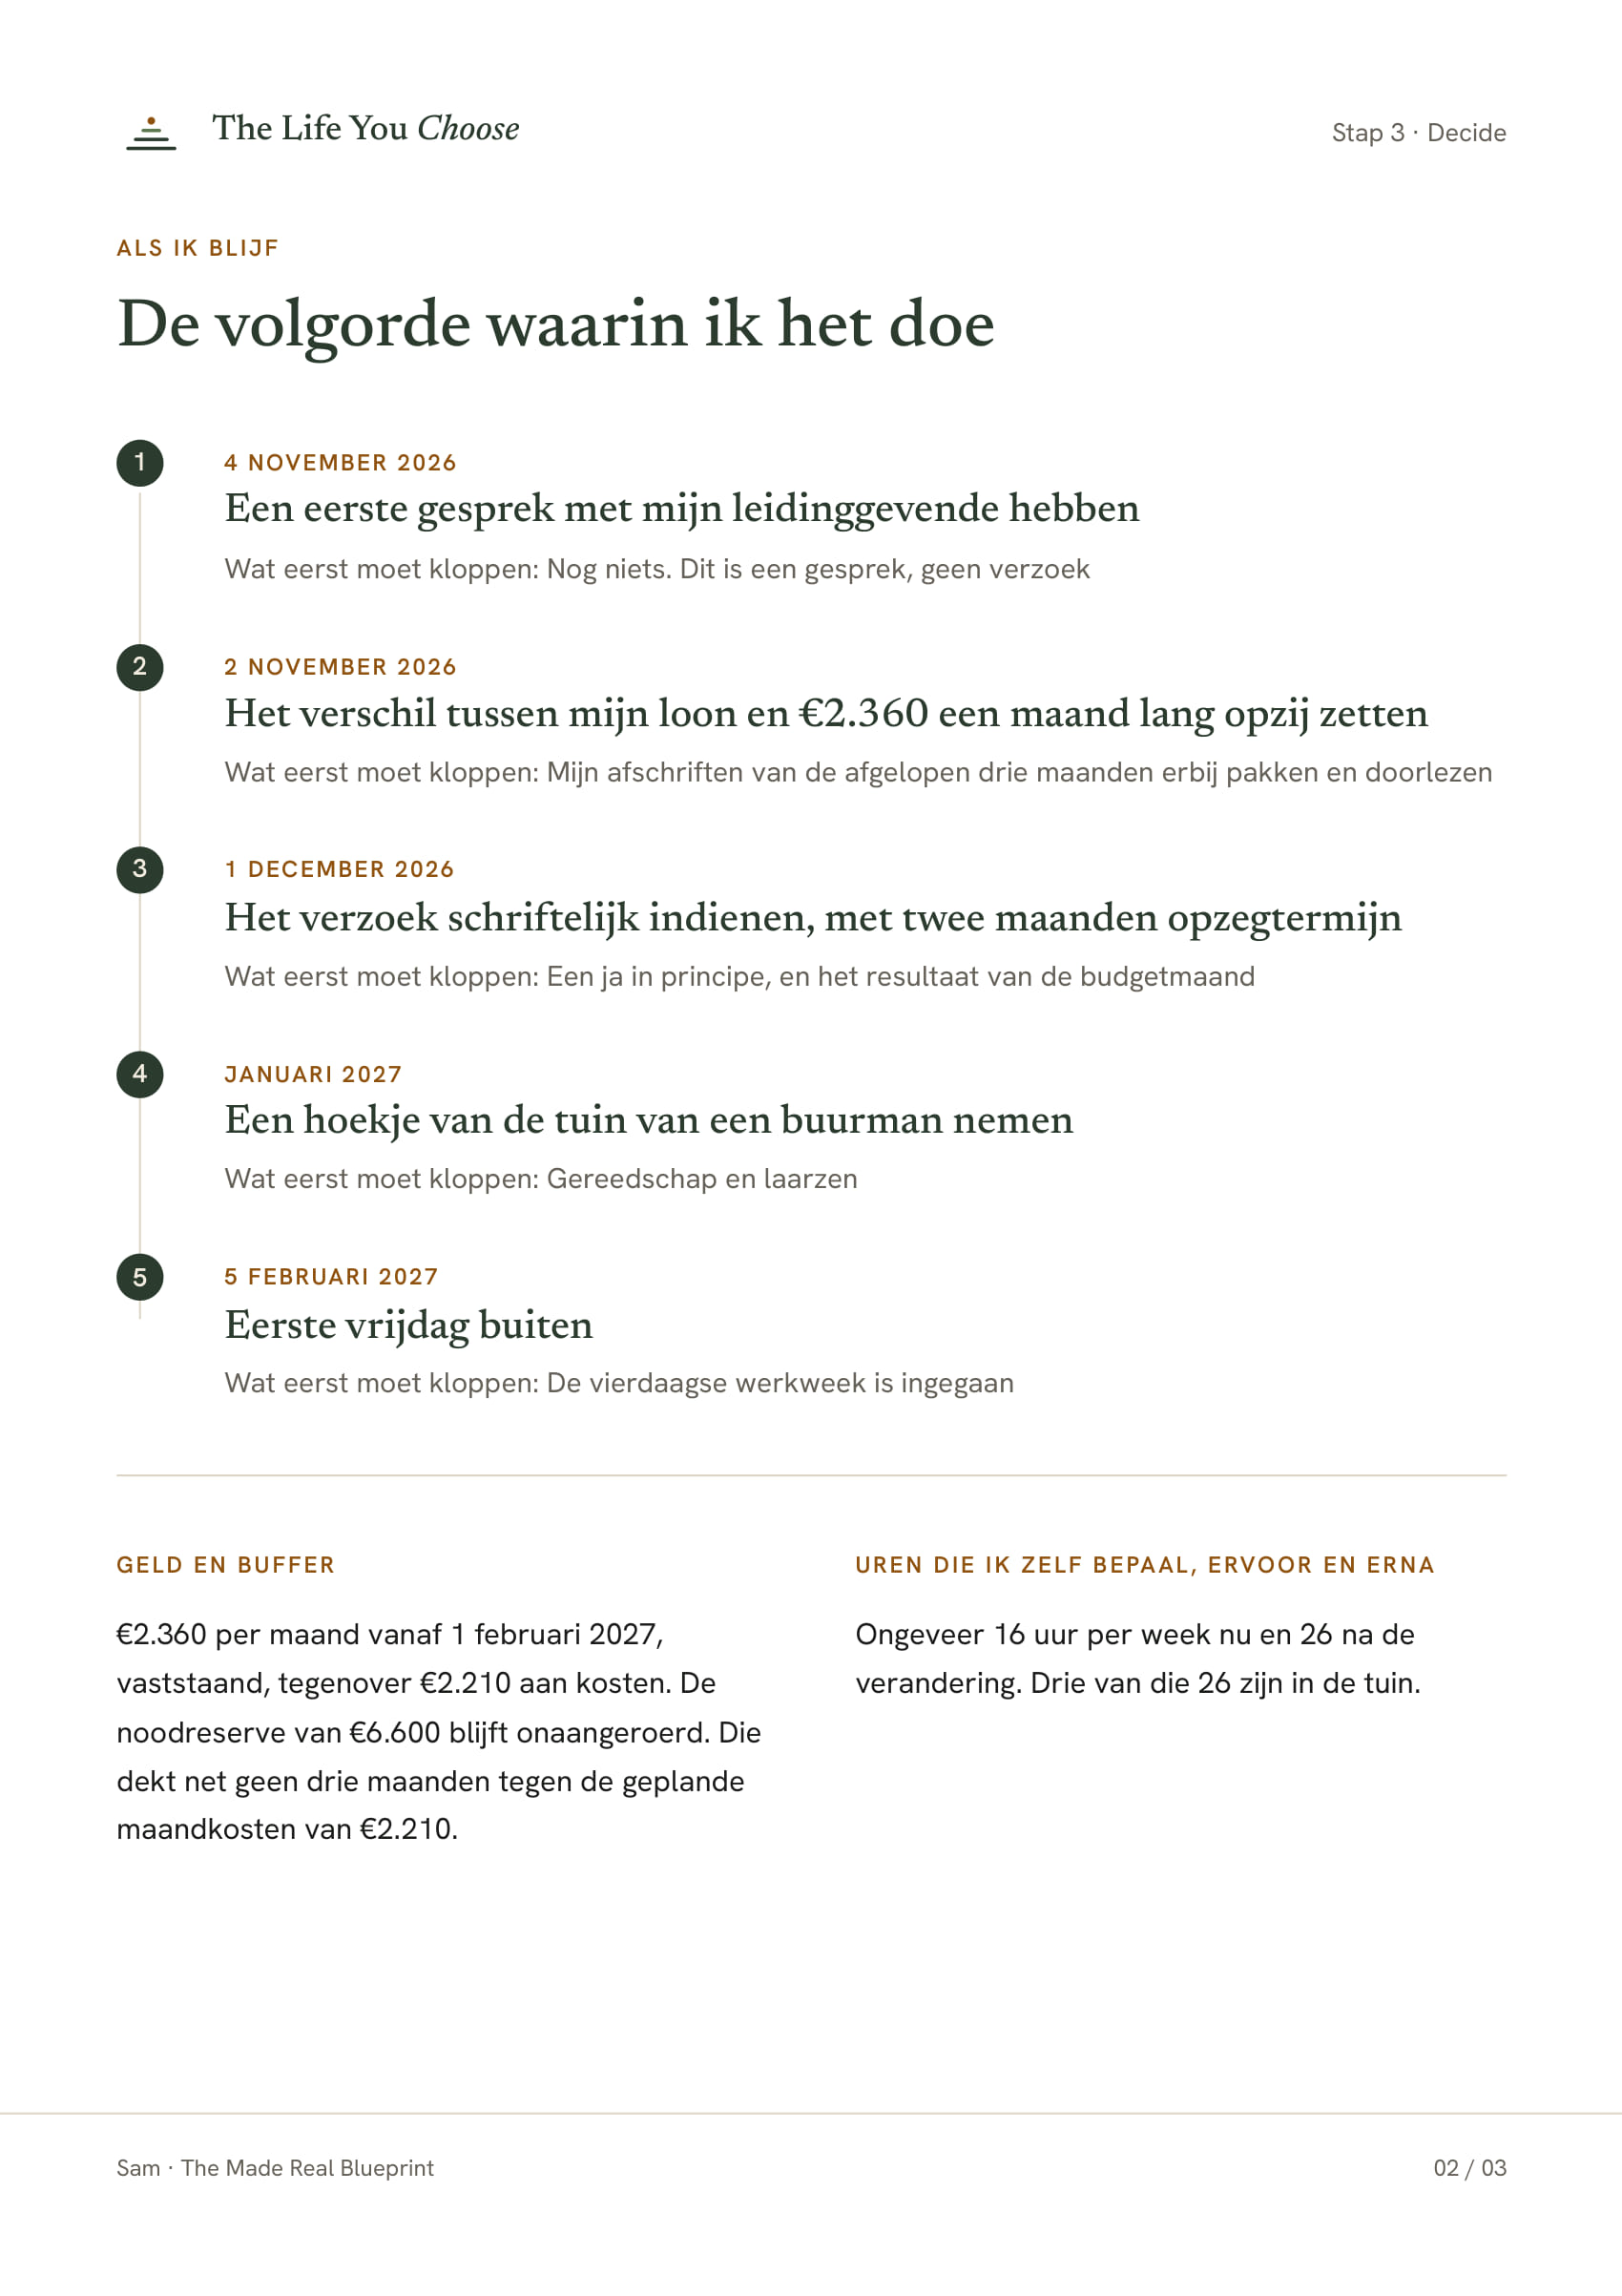 The Life You Choose
Stap 3 · Decide
ALS IK BLIJF
De volgorde waarin ik het doe
1
4 NOVEMBER 2026
Een eerste gesprek met mijn leidinggevende hebben
Wat eerst moet kloppen: Nog niets. Dit is een gesprek, geen verzoek
2
2 NOVEMBER 2026
Het verschil tussen mijn loon en €2.360 een maand lang opzij zetten
Wat eerst moet kloppen: Mijn afschriften van de afgelopen drie maanden erbij pakken en doorlezen
3
1 DECEMBER 2026
Het verzoek schriftelijk indienen, met twee maanden opzegtermijn
Wat eerst moet kloppen: Een ja in principe, en het resultaat van de budgetmaand
4
JANUARI 2027
Een hoekje van de tuin van een buurman nemen
Wat eerst moet kloppen: Gereedschap en laarzen
5
5 FEBRUARI 2027
Eerste vrijdag buiten
Wat eerst moet kloppen: De vierdaagse werkweek is ingegaan
GELD EN BUFFER
€2.360 per maand vanaf 1 februari 2027,
vaststaand, tegenover €2.210 aan kosten. De
noodreserve van €6.600 blijft onaangeroerd. Die
dekt net geen drie maanden tegen de geplande
maandkosten van €2.210.
UREN DIE IK ZELF BEPAAL, ERVOOR EN ERNA
Ongeveer 16 uur per week nu en 26 na de
verandering. Drie van die 26 zijn in de tuin.
Sam · The Made Real Blueprint
02 / 03